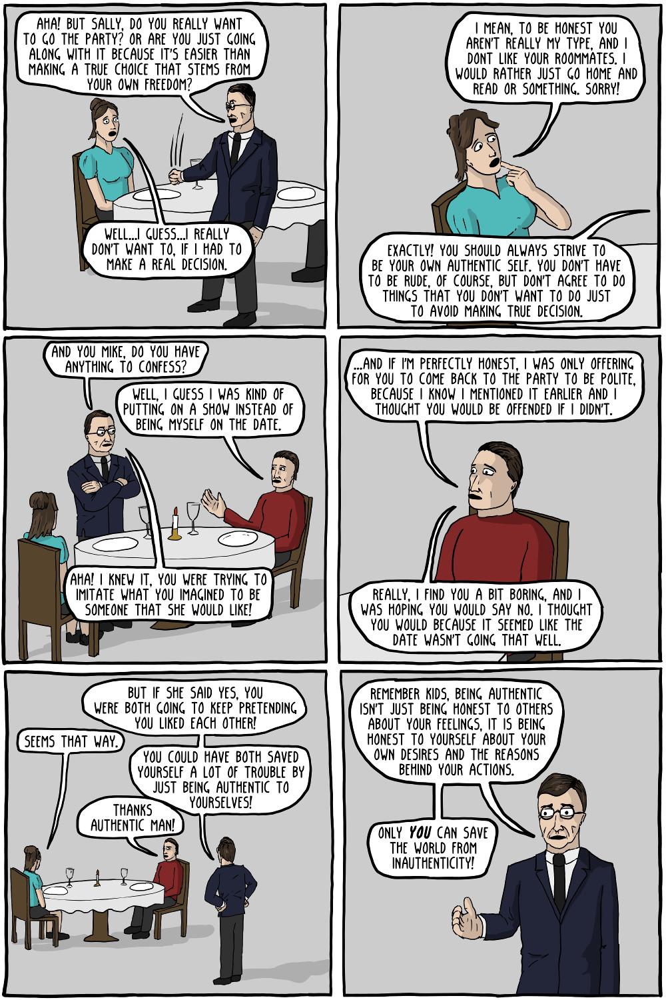 AHA! BUT SALLY, DO YOU REALLY WANT
TO GO THE PARTY? OR ARE YOU JUST GOING
ALONG WITH IT BECAUSE IT'S EASIER THAN
MAKING A TRUE CHOICE THAT STEMS FROM
YOUR OWN FREEDOM?
WELL...I GUESS...I REALLY
DON'T WANT TO, IF I HAD TO
MAKE A REAL DECISION.
I MEAN, TO BE HONEST YOU
AREN'T REALLY MY TYPE, AND I
DONT LIKE YOUR ROOMMATES. I
WOULD RATHER JUST GO HOME AND
READ OR SOMETHING. SORRY!
EXACTLY! YOU SHOULD ALWAYS STRIVE TO
BE YOUR OWN AUTHENTIC SELF. YOU DON'T HAVE
TO BE RUDE, OF COURSE, BUT DON'T AGREE TO DO
THINGS THAT YOU DON'T WANT TO DO JUST
TO AVOID MAKING TRUE DECISION.
AND YOU MIKE, DO YOU HAVE
ANYTHING TO CONFESS?
WELL, I GUESS I WAS KIND OF
PUTTING ON A SHOW INSTEAD OF
BEING MYSELF ON THE DATE.
AHA! I KNEW IT, YOU WERE TRYING TO
IMITATE WHAT YOU IMAGINED TO BE
SOMEONE THAT SHE WOULD LIKE!
...AND IF I'M PERFECTLY HONEST, I WAS ONLY OFFERING
FOR YOU TO COME BACK TO THE PARTY TO BE POLITE,
BECAUSE I KNOW I MENTIONED IT EARLIER AND I
THOUGHT YOU WOULD BE OFFENDED IF I DIDN'T.
REALLY, I FIND YOU A BIT BORING, AND I
WAS HOPING YOU WOULD SAY NO. I THOUGHT
YOU WOULD BECAUSE IT SEEMED LIKE THE
DATE WASN'T GOING THAT WELL.
BUT IF SHE SAID YES, YOU
WERE BOTH GOING TO KEEP PRETENDING
YOU LIKED EACH OTHER!
SEEMS THAT WAY.
YOU COULD HAVE BOTH SAVED
YOURSELF A LOT OF TROUBLE BY
JUST BEING AUTHENTIC TO
YOURSELVES!
THANKS
AUTHENTIC MAN!
REMEMBER KIDS, BEING AUTHENTIC
ISN'T JUST BEING HONEST TO OTHERS
ABOUT YOUR FEELINGS, IT IS BEING
HONEST TO YOURSELF ABOUT YOUR
OWN DESIRES AND THE REASONS
BEHIND YOUR ACTIONS.
ONLY YOU CAN SAVE
THE WORLD FROM
INAUTHENTICITY!